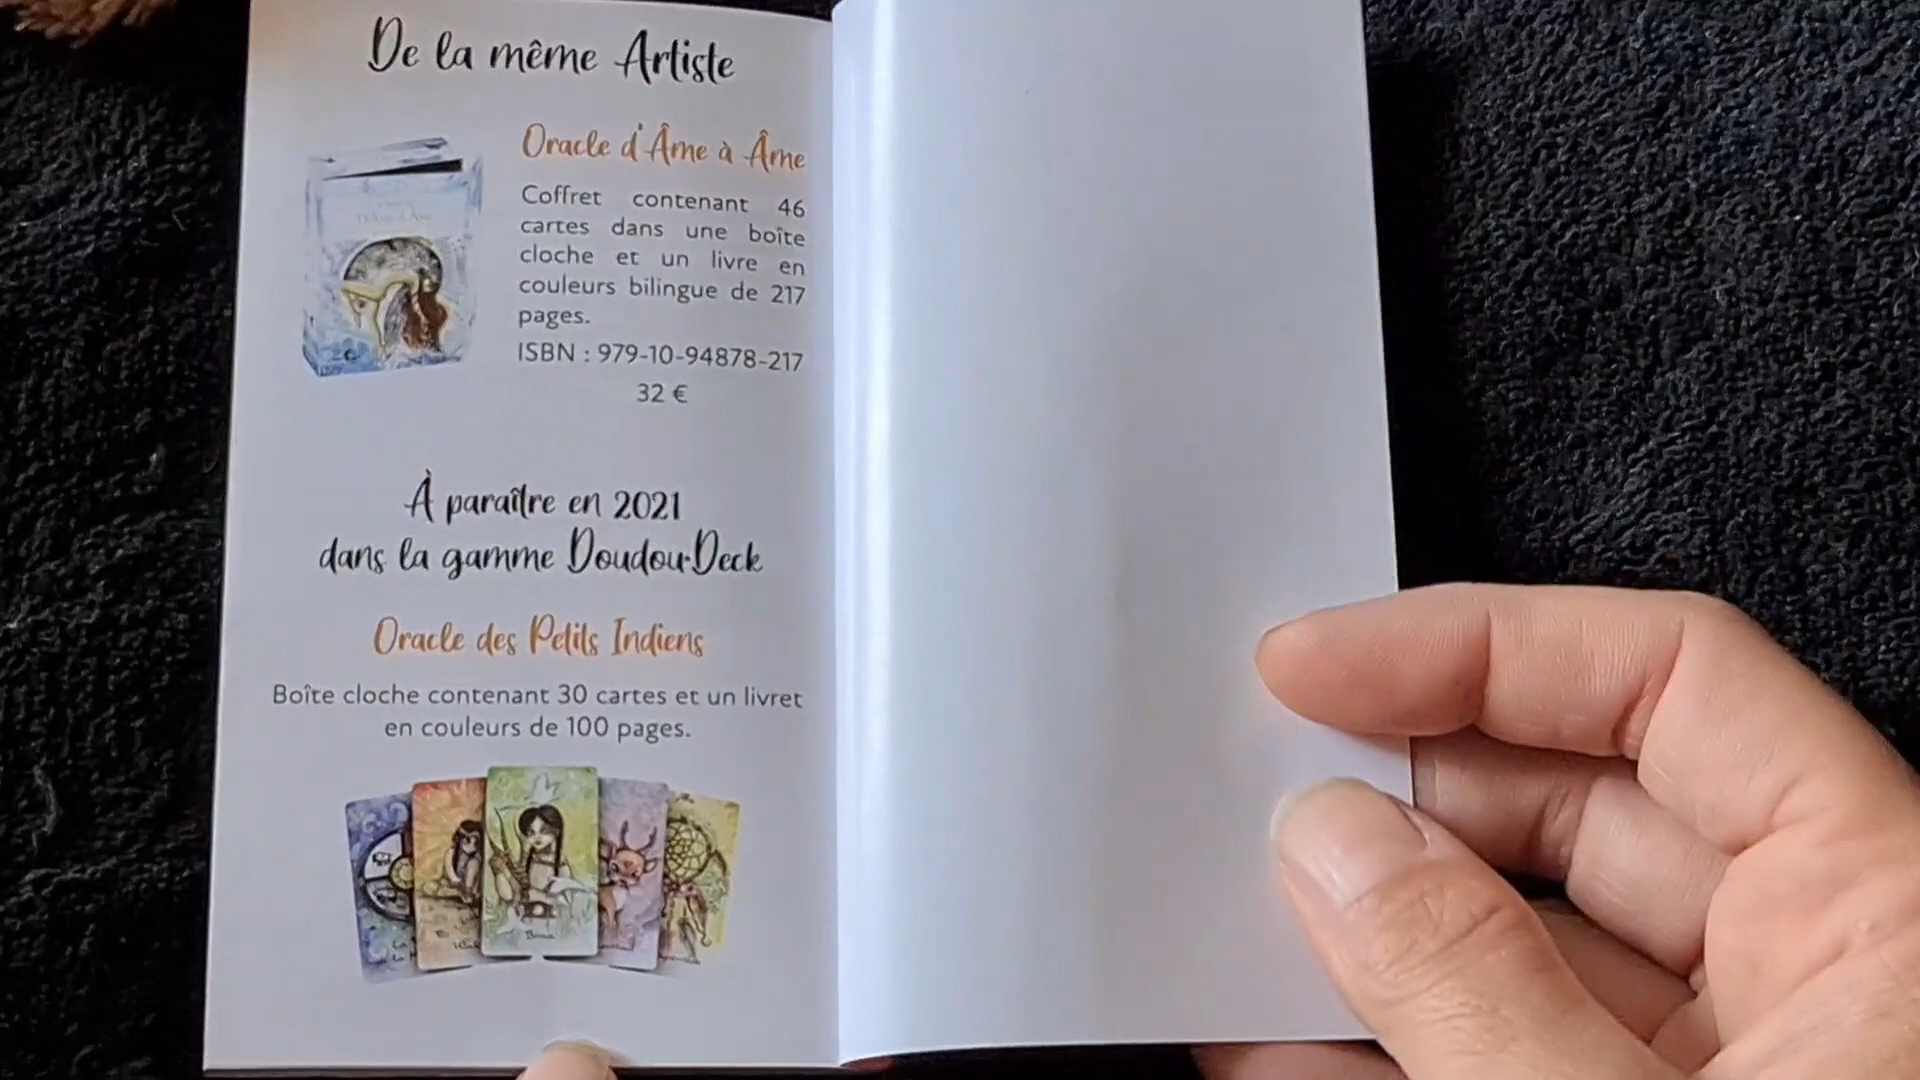 De la même Artiste
Oracle d'Âme à Âme
Coffret contenant 46
cartes dans une boîte
cloche et un livre en
couleurs bilingue de 217
pages.
ISBN : 979-10-94878-217
32 €
À paraître en 2021
dans la gamme DoudouDeck
Oracle des Petits Indiens
Boîte cloche contenant 30 cartes et un livret
en couleurs de 100 pages.